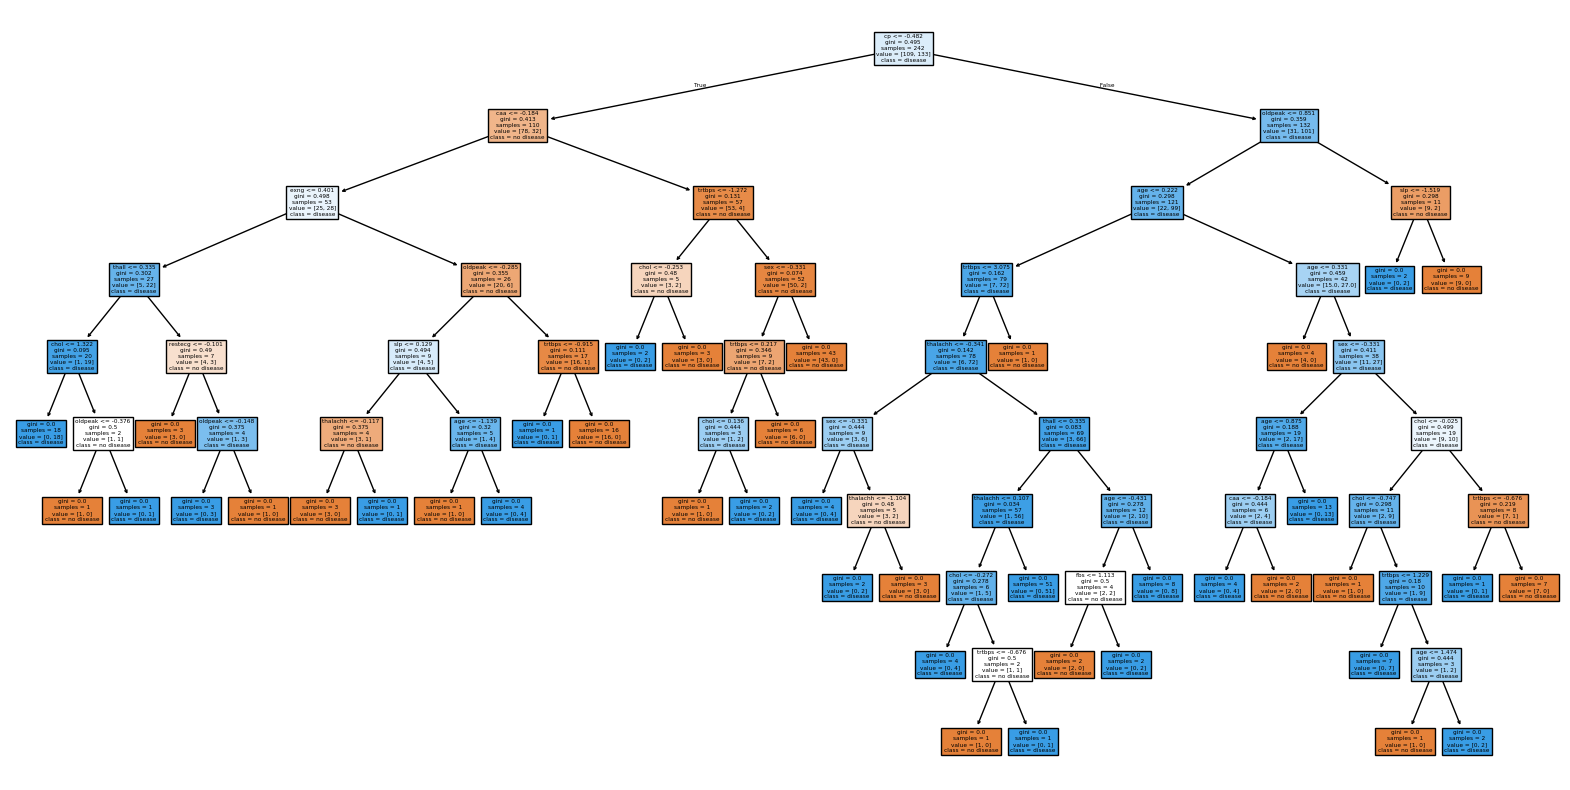 cp <= -0.482
gini = 0.495
samples = 242
value = [109, 133]
class = disease
True
False
caa <= -0.184
gini = 0.413
samples = 110
value = [78, 32]
class = no disease
oldpeak <= 0.851
gini = 0.359
samples = 132
value = [31, 101]
class = disease
exng <= 0.401
gini = 0.498
samples = 53
value = [25, 28]
class = disease
trtbps <= -1.272
gini = 0.131
samples = 57
value = [53, 4]
class = no disease
age <= 0.222
gini = 0.298
samples = 121
value = [22, 99]
class = disease
slp <= -1.519
gini = 0.298
samples = 11
value = [9, 2]
class = no disease
thall <= 0.335
gini = 0.302
samples = 27
value = [5, 22]
class = disease
oldpeak <= -0.285
gini = 0.355
samples = 26
value = [20, 6]
class = no disease
chol <= -0.253
gini = 0.48
samples = 5
value = [3, 2]
class = no disease
sex <= -0.331
gini = 0.074
samples = 52
value = [50, 2]
class = no disease
trtbps <= 3.075
gini = 0.162
samples = 79
value = [7, 72]
class = disease
age <= 0.331
gini = 0.459
samples = 42
value = [15.0, 27.0]
class = disease
gini = 0.0
samples = 2
value = [0, 2]
class = disease
gini = 0.0
samples = 9
value = [9, 0]
class = no disease
chol <= 1.322
gini = 0.095
samples = 20
value = [1, 19]
class = disease
restecg <= -0.101
gini = 0.49
samples = 7
value = [4, 3]
class = no disease
slp <= 0.129
gini = 0.494
samples = 9
value = [4, 5]
class = disease
trtbps <= -0.915
gini = 0.111
samples = 17
value = [16, 1]
class = no disease
gini = 0.0
samples = 2
value = [0, 2]
class = disease
gini = 0.0
samples = 3
value = [3, 0]
class = no disease
trtbps <= 0.217
gini = 0.346
samples = 9
value = [7, 2]
class = no disease
gini = 0.0
samples = 43
value = [43, 0]
class = no disease
thalachh <= -0.341
gini = 0.142
samples = 78
value = [6, 72]
class = disease
gini = 0.0
samples = 1
value = [1, 0]
class = no disease
gini = 0.0
samples = 4
value = [4, 0]
class = no disease
sex <= -0.331
gini = 0.411
samples = 38
value = [11, 27]
class = disease
gini = 0.0
samples = 18
value = [0, 18]
class = disease
oldpeak <= -0.376
gini = 0.5
samples = 2
value = [1, 1]
class = no disease
gini = 0.0
samples = 3
value = [3, 0]
class = no disease
oldpeak <= -0.148
gini = 0.375
samples = 4
value = [1, 3]
class = disease
thalachh <= -0.117
gini = 0.375
samples = 4
value = [3, 1]
class = no disease
age <= -1.139
gini = 0.32
samples = 5
value = [1, 4]
class = disease
gini = 0.0
samples = 1
value = [0, 1]
class = disease
gini = 0.0
samples = 16
value = [16, 0]
class = no disease
chol <= 0.136
gini = 0.444
samples = 3
value = [1, 2]
class = disease
gini = 0.0
samples = 6
value = [6, 0]
class = no disease
sex <= -0.331
gini = 0.444
samples = 9
value = [3, 6]
class = disease
thall <= 0.335
gini = 0.083
samples = 69
value = [3, 66]
class = disease
age <= 0.875
gini = 0.188
samples = 19
value = [2, 17]
class = disease
chol <= -0.025
gini = 0.499
samples = 19
value = [9, 10]
class = disease
gini = 0.0
samples = 1
value = [1, 0]
class = no disease
gini = 0.0
samples = 1
value = [0, 1]
class = disease
gini = 0.0
samples = 3
value = [0, 3]
class = disease
gini = 0.0
samples = 1
value = [1, 0]
class = no disease
gini = 0.0
samples = 3
value = [3, 0]
class = no disease
gini = 0.0
samples = 1
value = [0, 1]
class = disease
gini = 0.0
samples = 1
value = [1, 0]
class = no disease
gini = 0.0
samples = 4
value = [0, 4]
class = disease
gini = 0.0
samples = 1
value = [1, 0]
class = no disease
gini = 0.0
samples = 2
value = [0, 2]
class = disease
gini = 0.0
samples = 4
value = [0, 4]
class = disease
thalachh <= -1.104
gini = 0.48
samples = 5
value = [3, 2]
class = no disease
thalachh <= 0.107
gini = 0.034
samples = 57
value = [1, 56]
class = disease
age <= -0.431
gini = 0.278
samples = 12
value = [2, 10]
class = disease
caa <= -0.184
gini = 0.444
samples = 6
value = [2, 4]
class = disease
gini = 0.0
samples = 13
value = [0, 13]
class = disease
chol <= -0.747
gini = 0.298
samples = 11
value = [2, 9]
class = disease
trtbps <= -0.676
gini = 0.219
samples = 8
value = [7, 1]
class = no disease
gini = 0.0
samples = 2
value = [0, 2]
class = disease
gini = 0.0
samples = 3
value = [3, 0]
class = no disease
chol <= -0.272
gini = 0.278
samples = 6
value = [1, 5]
class = disease
gini = 0.0
samples = 51
value = [0, 51]
class = disease
fbs <= 1.113
gini = 0.5
samples = 4
value = [2, 2]
class = no disease
gini = 0.0
samples = 8
value = [0, 8]
class = disease
gini = 0.0
samples = 4
value = [0, 4]
class = disease
gini = 0.0
samples = 2
value = [2, 0]
class = no disease
gini = 0.0
samples = 1
value = [1, 0]
class = no disease
trtbps <= 1.229
gini = 0.18
samples = 10
value = [1, 9]
class = disease
gini = 0.0
samples = 1
value = [0, 1]
class = disease
gini = 0.0
samples = 7
value = [7, 0]
class = no disease
gini = 0.0
samples = 4
value = [0, 4]
class = disease
trtbps <= -0.676
gini = 0.5
samples = 2
value = [1, 1]
class = no disease
gini = 0.0
samples = 2
value = [2, 0]
class = no disease
gini = 0.0
samples = 2
value = [0, 2]
class = disease
gini = 0.0
samples = 7
value = [0, 7]
class = disease
age <= 1.474
gini = 0.444
samples = 3
value = [1, 2]
class = disease
gini = 0.0
samples = 1
value = [1, 0]
class = no disease
gini = 0.0
samples = 1
value = [0, 1]
class = disease
gini = 0.0
samples = 1
value = [1, 0]
class = no disease
gini = 0.0
samples = 2
value = [0, 2]
class = disease